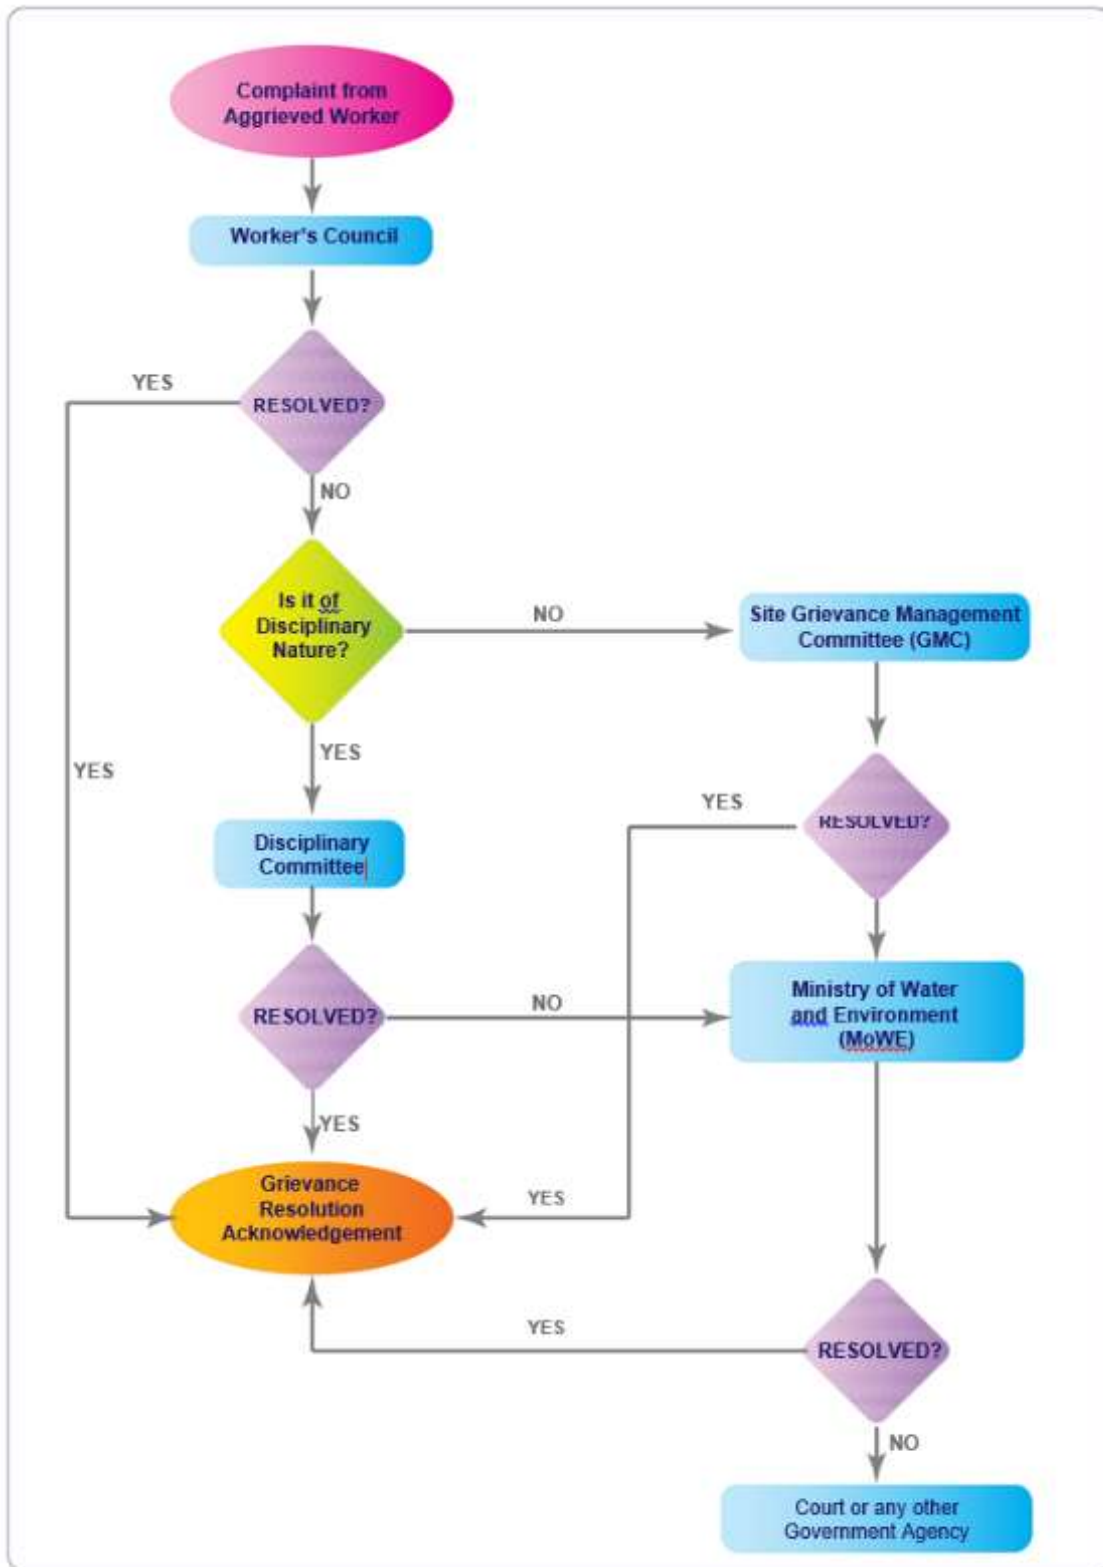 Complaint from
Aggrieved Worker
Worker's Council
YES
RESOLVED?
NO
Is it of
Disciplinary
Nature?
NO
Site Grievance Management
Committee (GMC)
YES
YES
YES
RESOLVED?
Disciplinary
Committee
RESOLVED?
NO
Ministry of Water
and Environment
(MoWE)
YES
Grievance
Resolution
Acknowledgement
YES
YES
RESOLVED?
NO
Court or any other
Government Agency